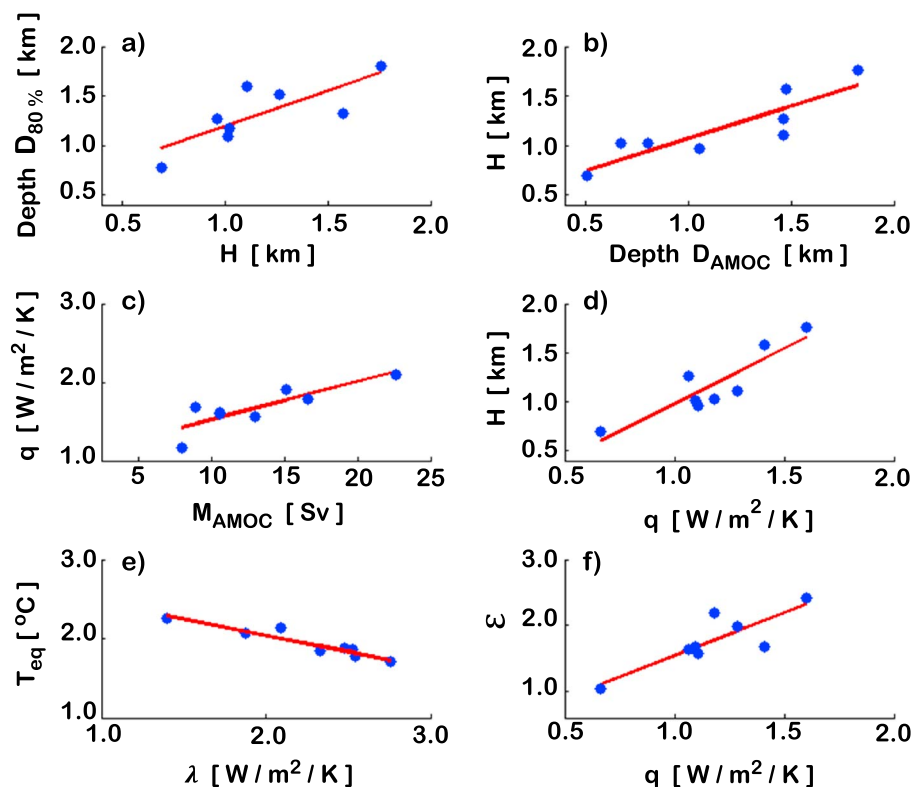 a)
Depth D80 % [ km ]
2.0
1.5
1.0
0.5
0.5 1.0 1.5 2.0
H [ km ]
b)
H [ km ]
2.0
1.5
1.0
0.5
0.5 1.0 1.5 2.0
Depth DAMOC [ km ]
c)
q [ W / m² / K ]
3.0
2.0
1.0
5 10 15 20 25
MAMOC [ Sv ]
d)
H [ km ]
2.0
1.5
1.0
0.5
0.5 1.0 1.5 2.0
q [ W / m² / K ]
e)
Teq [ °C ]
3.0
2.0
1.0
1.0 2.0 3.0
λ [ W / m² / K ]
f)
ε
3.0
2.0
1.0
0.5 1.0 1.5 2.0
q [ W / m² / K ]